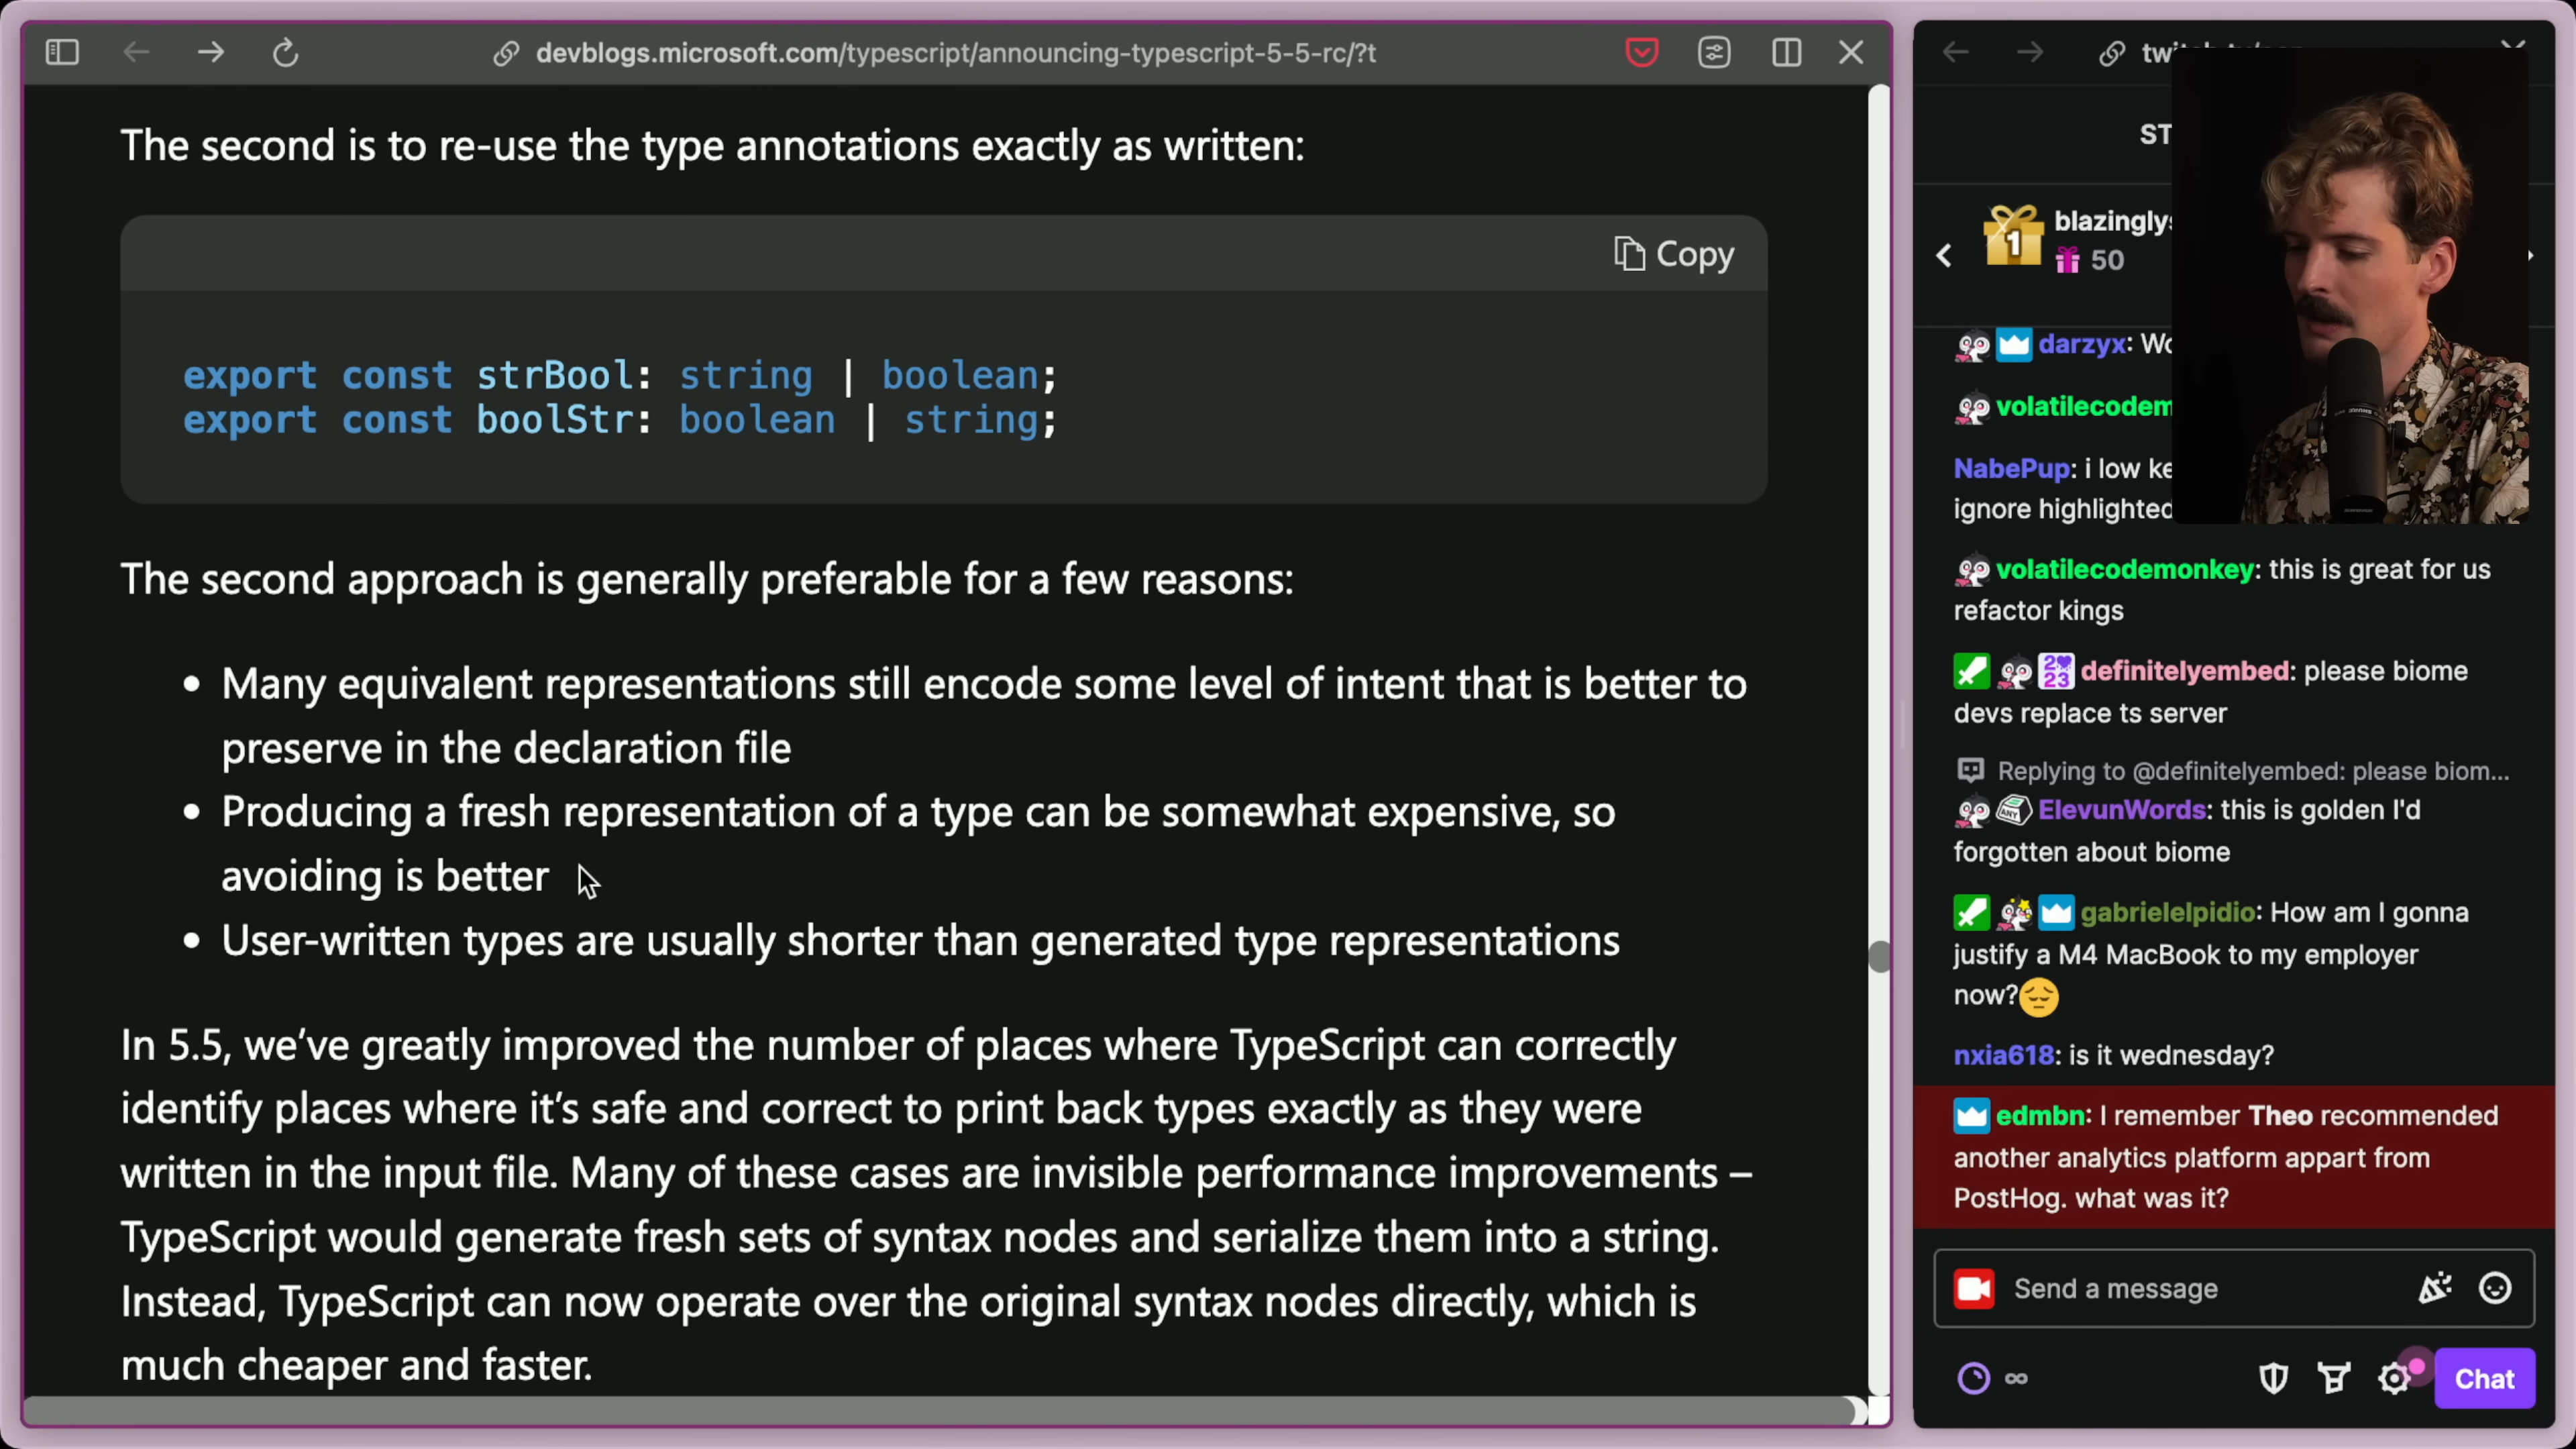 devblogs.microsoft.com/typescript/announcing-typescript-5-5-rc/?t
The second is to re-use the type annotations exactly as written:
Copy
export const strBool: string | boolean;
export const boolStr: boolean | string;
The second approach is generally preferable for a few reasons:
• Many equivalent representations still encode some level of intent that is better to
preserve in the declaration file
• Producing a fresh representation of a type can be somewhat expensive, so
avoiding is better
• User-written types are usually shorter than generated type representations
In 5.5, we've greatly improved the number of places where TypeScript can correctly
identify places where it's safe and correct to print back types exactly as they were
written in the input file. Many of these cases are invisible performance improvements –
TypeScript would generate fresh sets of syntax nodes and serialize them into a string.
Instead, TypeScript can now operate over the original syntax nodes directly, which is
much cheaper and faster.
ST
1
blazingly
50
darzyx:
volatilecodem
NabePup: i low ke
ignore highlighted
volatilecodemonkey: this is great for us
refactor kings
definitelyembed: please biome
devs replace ts server
Replying to @definitelyembed: please biom...
ANY ElevunWords: this is golden I'd
forgotten about biome
gabrielelpidio: How am I gonna
justify a M4 MacBook to my employer
now?
nxia618: is it wednesday?
edmbn: I remember Theo recommended
another analytics platform appart from
PostHog. what was it?
Send a message
Chat